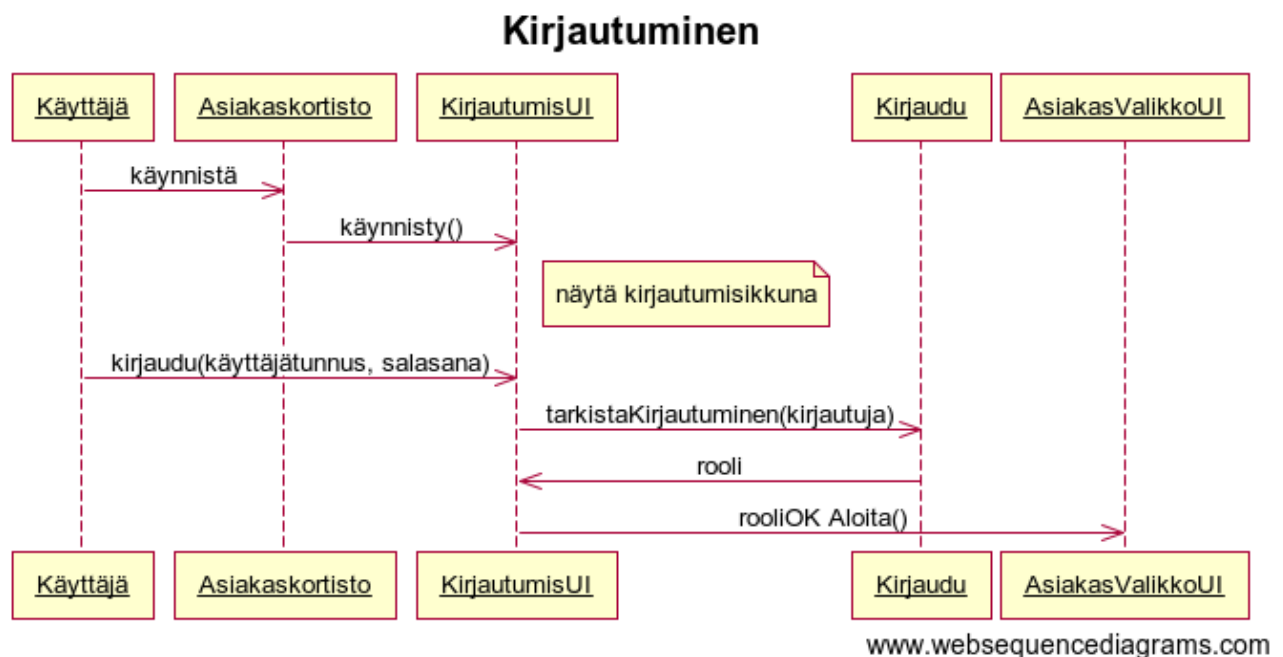 Kirjautuminen
Käyttäjä
Asiakaskortisto
KirjautumisUI
Kirjaudu
AsiakasValikkoUI
käynnistä
käynnisty()
näytä kirjautumisikkuna
kirjaudu(käyttäjätunnus, salasana)
tarkistaKirjautuminen(kirjautuja)
rooli
rooliOK Aloita()
Käyttäjä
Asiakaskortisto
KirjautumisUI
Kirjaudu
AsiakasValikkoUI
www.websequencediagrams.com